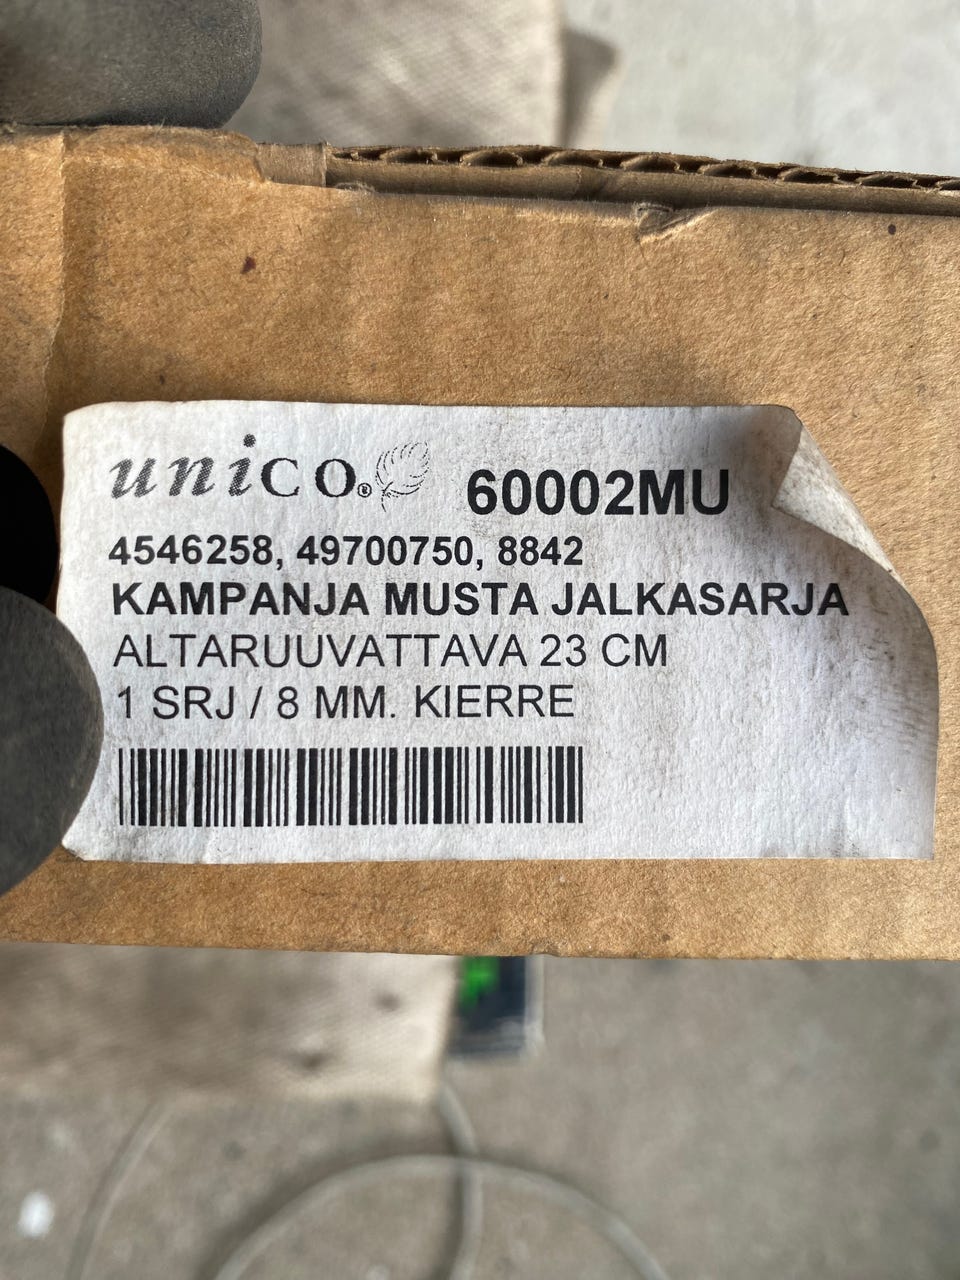 unico® 60002MU
4546258, 49700750, 8842
KAMPANJA MUSTA JALKASARJA
ALTARUUVATTAVA 23 CM
1 SRJ / 8 MM. KIERRE